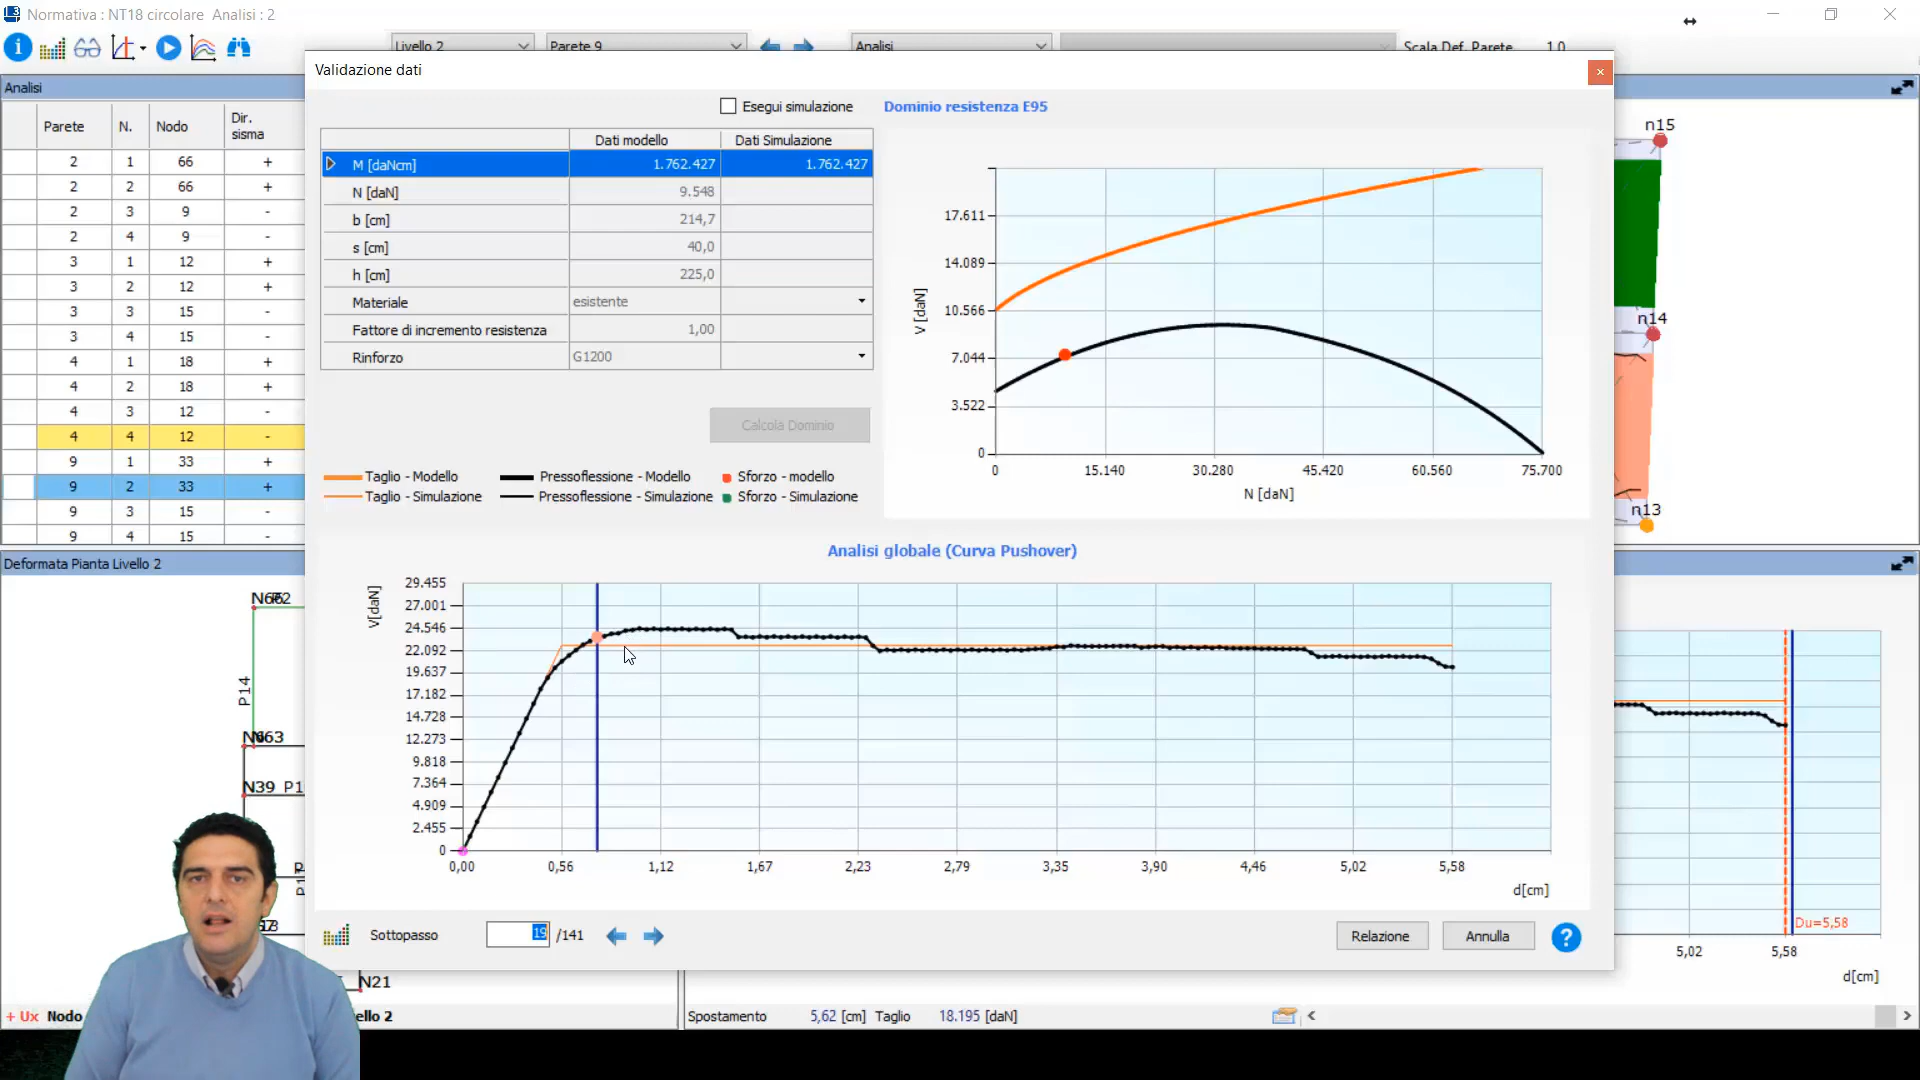 Normativa : NT18 circolare  Analisi : 2
Livello 2
Parete 9
Analisi
Scala Def. Parete
1.0
Analisi
Parete N. Nodo Dir. sisma
2 1 66 +
2 2 66 +
2 3 9 -
2 4 9 -
3 1 12 +
3 2 12 +
3 3 15 -
3 4 15 -
4 1 18 +
4 2 18 +
4 3 12 -
4 4 12 -
9 1 33 +
9 2 33 +
9 3 15 -
9 4 15 -
Validazione dati
Esegui simulazione
Dati modello Dati Simulazione
M [daNcm] 1.762.427 1.762.427
N [daN] 9.548
b [cm] 214,7
s [cm] 40,0
h [cm] 225,0
Materiale esistente
Fattore di incremento resistenza 1,00
Rinforzo G1200
Calcola Dominio
Taglio - Modello Pressoflessione - Modello Sforzo - modello
Taglio - Simulazione Pressoflessione - Simulazione Sforzo - Simulazione
Dominio resistenza E95
V [daN]
17.611
14.089
10.566
7.044
3.522
0
0 15.140 30.280 45.420 60.560 75.700
N [daN]
Analisi globale (Curva Pushover)
V[daN]
29.455
27.001
24.546
22.092
19.637
17.182
14.728
12.273
9.818
7.364
4.909
2.455
0
0,00 0,56 1,12 1,67 2,23 2,79 3,35 3,90 4,46 5,02 5,58
d[cm]
Sottopasso 19 /141
Relazione
Annulla
?
n15
n14
n13
Deformata Pianta Livello 2
P14
N39
N21
+ Ux Nodo
Du=5,58
5,02 5,58
d[cm]
Spostamento 5,62 [cm] Taglio 18.195 [daN]